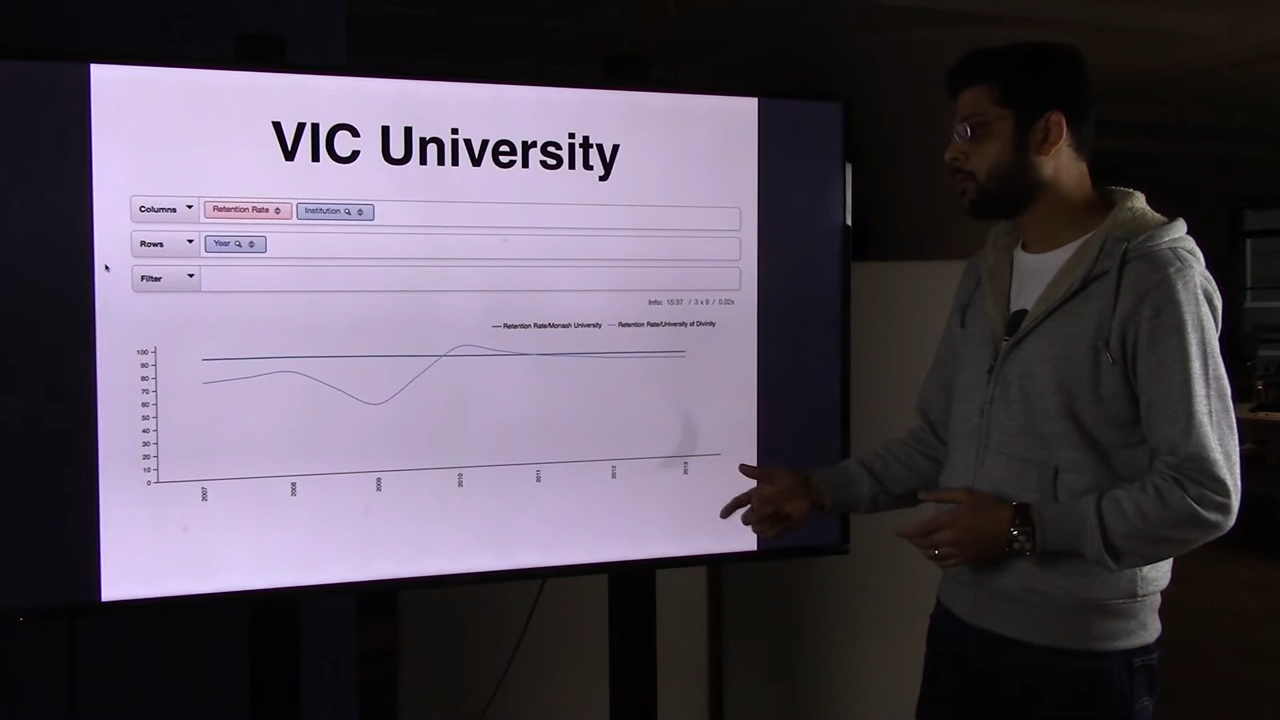 VIC University
Columns Retention Rate Institution
Rows Year
Filter
Info: 15:37 / 3 x 9 / 0.02s
Retention Rate/Monash University Retention Rate/University of Divinity
100
90
80
70
60
50
40
30
20
10
0
2007 2008 2009 2010 2011 2012 2013